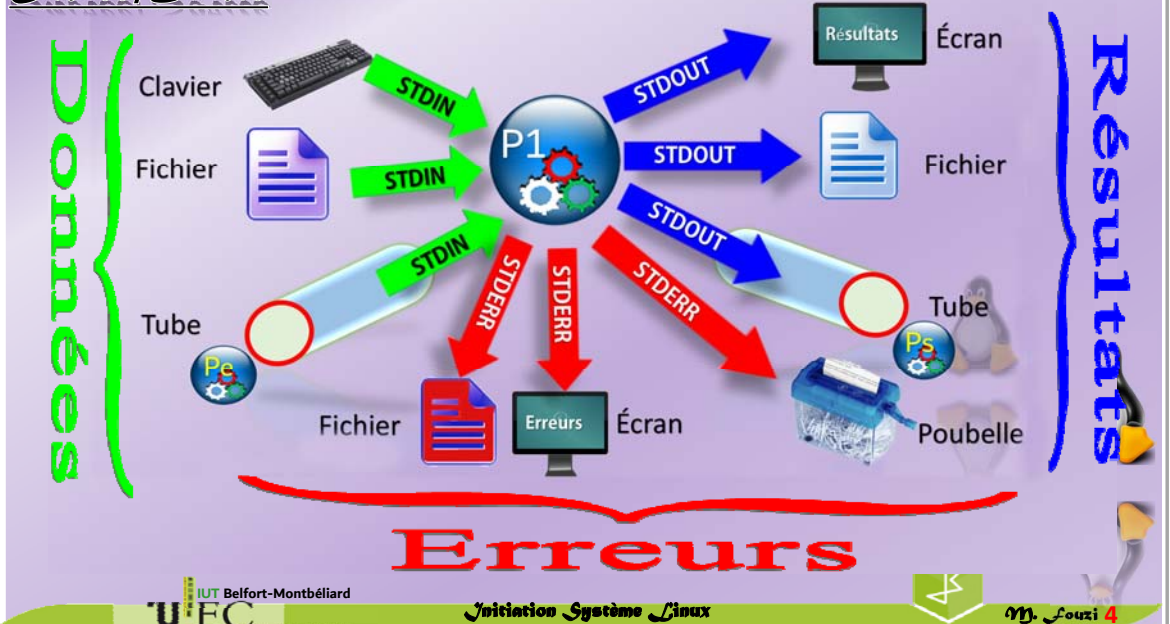 Données
Clavier
Fichier
Tube
STDIN
STDIN
STDIN
P1
Pe
STDOUT
STDOUT
STDOUT
Résultats
Écran
Fichier
Tube
Ps
Résultats
STDERR
STDERR
STDERR
Fichier
Erreurs
Écran
Poubelle
Erreurs
IUT Belfort-Montbéliard
Initiation Système Linux
M. Fouzi 4